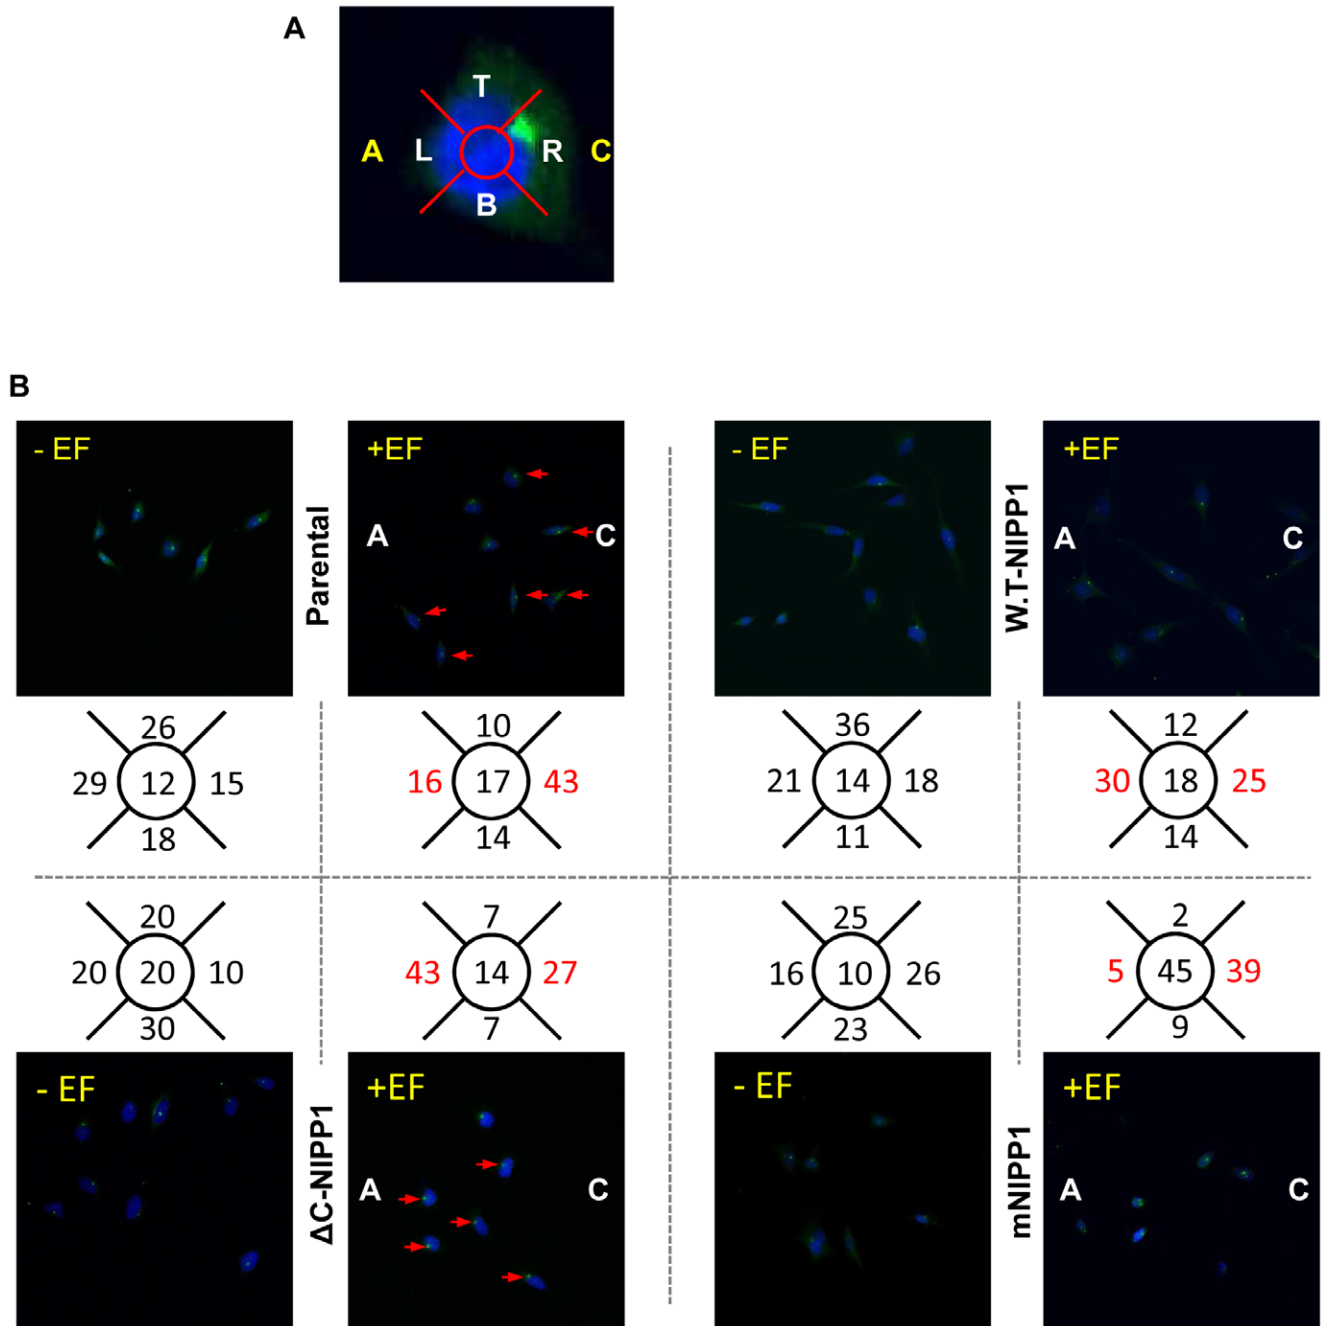 A
T
A L R C
B
B
- EF
+EF
A
C
Parental
- EF
+EF
A
C
W.T-NIPP1
26
29 12 15
18
10
16 17 43
14
36
21 14 18
11
12
30 18 25
14
20
20 20 10
30
7
43 14 27
7
25
16 10 26
23
2
5 45 39
9
- EF
+EF
A
C
ΔC-NIPP1
- EF
+EF
A
C
mNIPP1